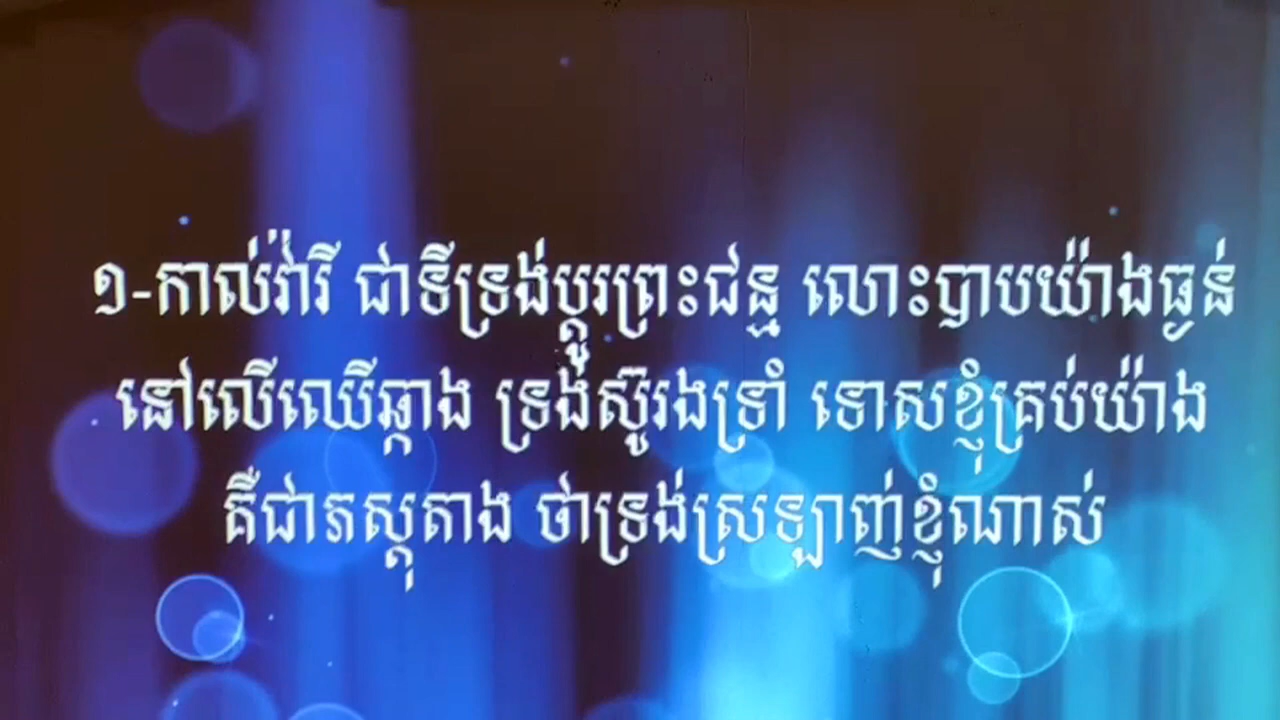 ១-កាល់វ៉ារី ជាទីទ្រង់ប្ដូរព្រះជន្ម លោះបាបយ៉ាងធ្ងន់
នៅលើឈើឆ្កាង ទ្រង់ស៊ូរងទ្រាំ ទោសខ្ញុំគ្រប់យ៉ាង
គឺជាភស្តុតាង ថាទ្រង់ស្រឡាញ់ខ្ញុំណាស់